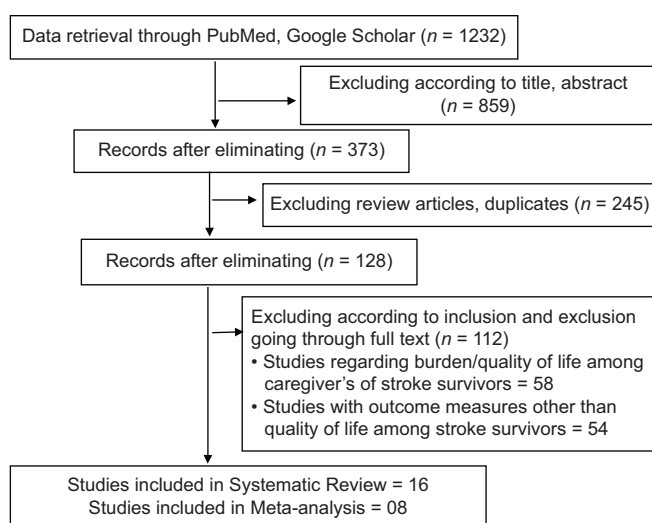 Data retrieval through PubMed, Google Scholar (n = 1232)
Excluding according to title, abstract
(n = 859)
Records after eliminating (n = 373)
Excluding review articles, duplicates (n = 245)
Records after eliminating (n = 128)
Excluding according to inclusion and exclusion
going through full text (n = 112)
• Studies regarding burden/quality of life among
caregiver's of stroke survivors = 58
• Studies with outcome measures other than
quality of life among stroke survivors = 54
Studies included in Systematic Review = 16
Studies included in Meta-analysis = 08